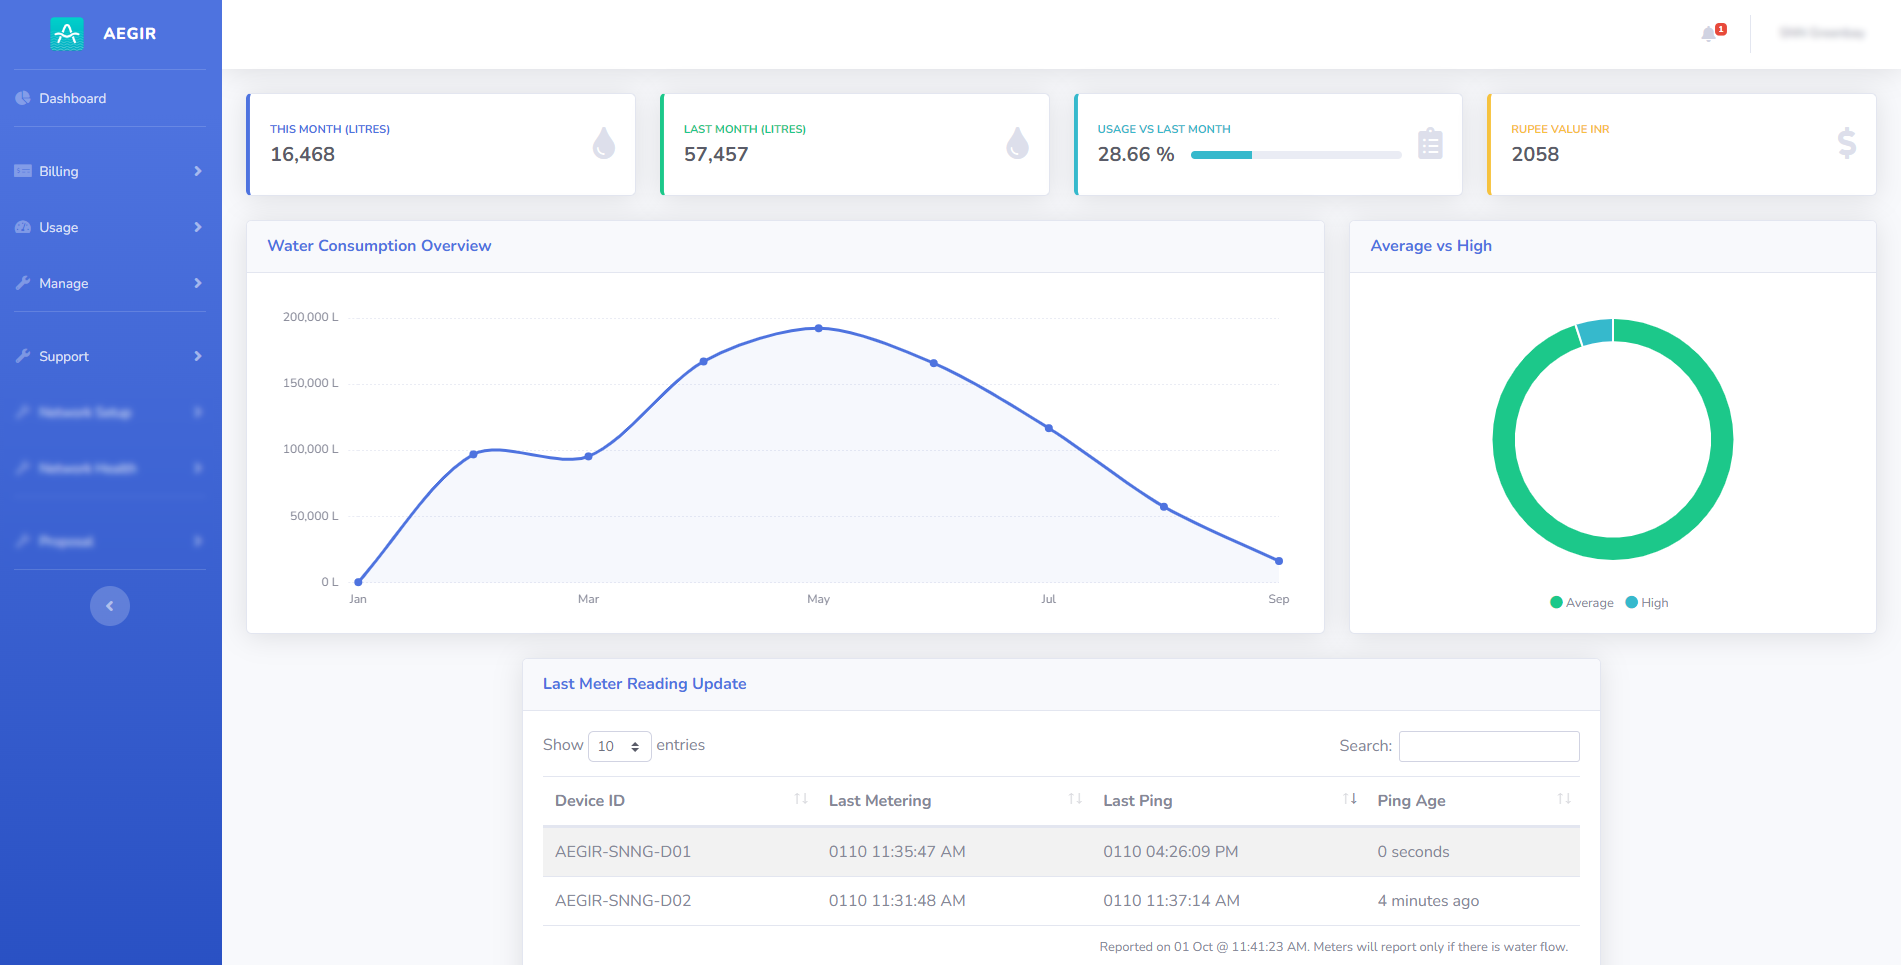 AEGIR
1
Dashboard
Billing
Usage
Manage
Support
THIS MONTH (LITRES)
16,468
LAST MONTH (LITRES)
57,457
USAGE VS LAST MONTH
28.66 %
RUPEE VALUE INR
2058
Water Consumption Overview
200,000 L
150,000 L
100,000 L
50,000 L
0 L
Jan Mar May Jul Sep
Average vs High
Average High
Last Meter Reading Update
Show 10 entries Search:
Device ID Last Metering Last Ping Ping Age
AEGIR-SNNG-D01 0110 11:35:47 AM 0110 04:26:09 PM 0 seconds
AEGIR-SNNG-D02 0110 11:31:48 AM 0110 11:37:14 AM 4 minutes ago
Reported on 01 Oct @ 11:41:23 AM. Meters will report only if there is water flow.